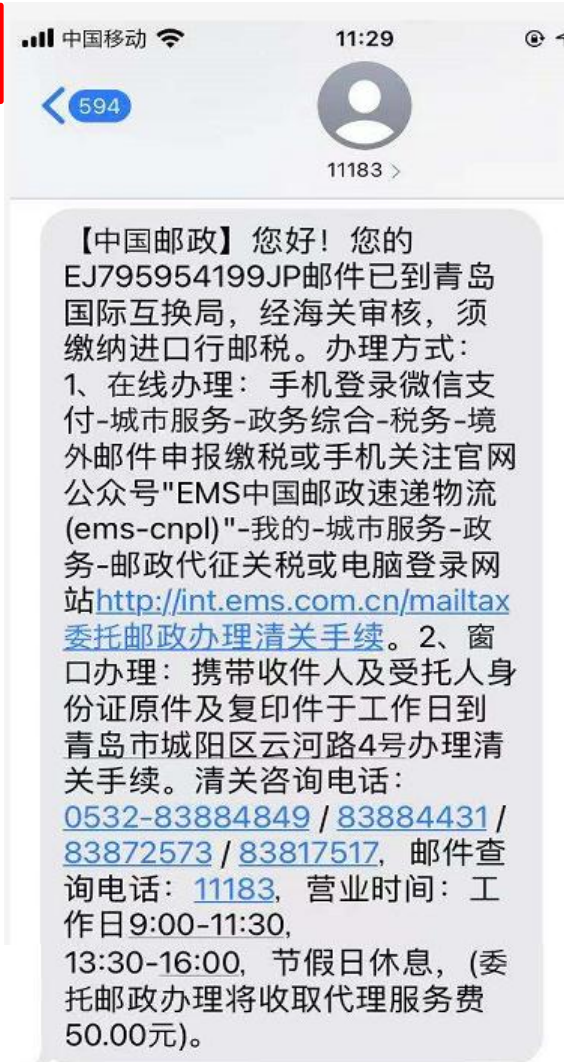 中国移动 11:29
594
11183 >
【中国邮政】您好！您的
EJ795954199JP邮件已到青岛
国际互换局，经海关审核，须
缴纳进口行邮税。办理方式：
1、在线办理：手机登录微信支
付-城市服务-政务综合-税务-境
外邮件申报缴税或手机关注官网
公众号"EMS中国邮政速递物流
(ems-cnpl)"-我的-城市服务-政
务-邮政代征关税或电脑登录网
站http://int.ems.com.cn/mailtax
委托邮政办理清关手续。2、窗
口办理：携带收件人及受托人身
份证原件及复印件于工作日到
青岛市城阳区云河路4号办理清
关手续。清关咨询电话：
0532-83884849 / 83884431 /
83872573 / 83817517，邮件查
询电话：11183，营业时间：工
作日9:00-11:30，
13:30-16:00，节假日休息，(委
托邮政办理将收取代理服务费
50.00元)。